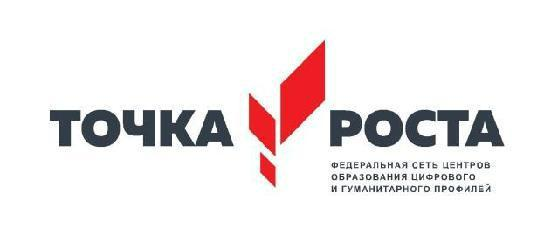 ТОЧКА РОСТА
ФЕДЕРАЛЬНАЯ СЕТЬ ЦЕНТРОВ
ОБРАЗОВАНИЯ ЦИФРОВОГО
И ГУМАНИТАРНОГО ПРОФИЛЕЙ